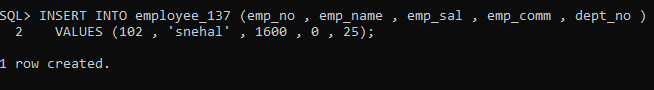 SQL> INSERT INTO employee_137 (emp_no , emp_name , emp_sal , emp_comm , dept_no )
2 VALUES (102 , 'snehal' , 1600 , 0 , 25);
1 row created.